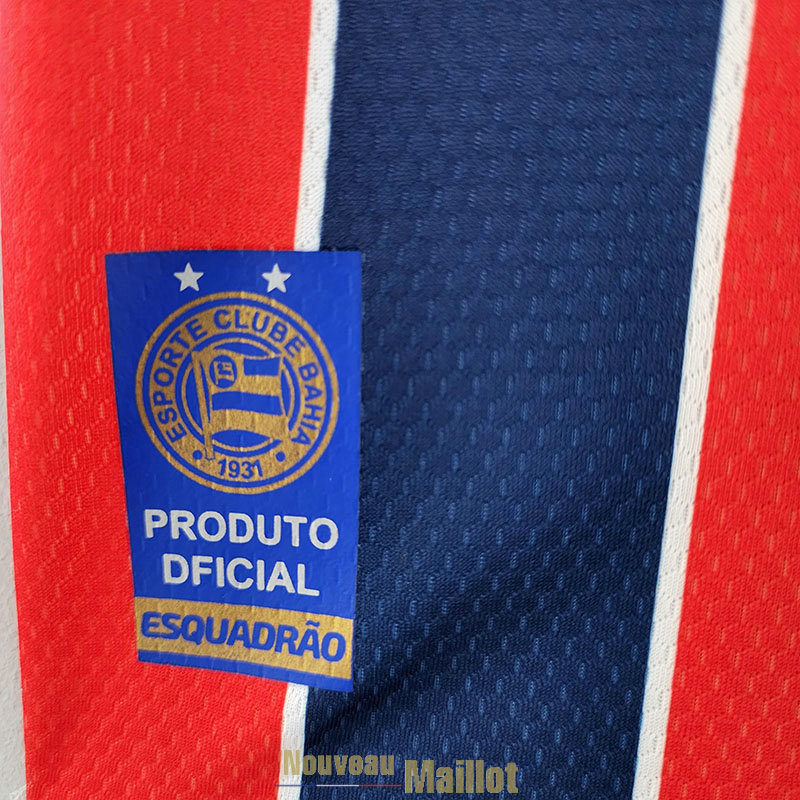 ESPORTE CLUBE BAHIA
1931
PRODUTO
DFICIAL
ESQUADRÃO
Nouveau Maillot